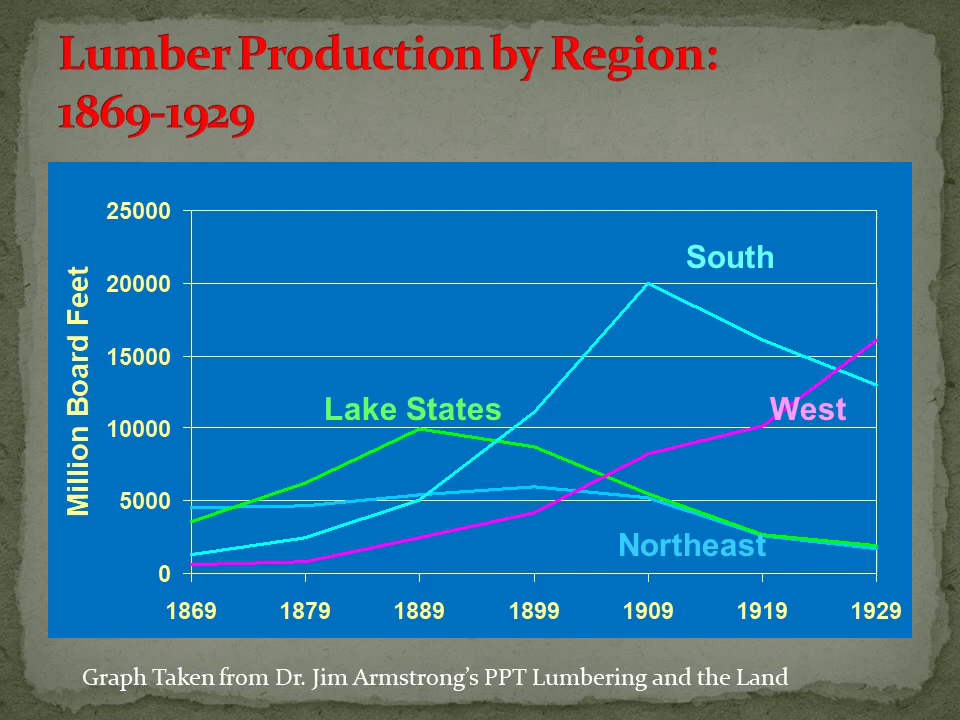 Lumber Production by Region:
1869-1929
Million Board Feet
25000
20000
15000
10000
5000
0
South
Lake States
West
Northeast
1869 1879 1889 1899 1909 1919 1929
Graph Taken from Dr. Jim Armstrong’s PPT Lumbering and the Land